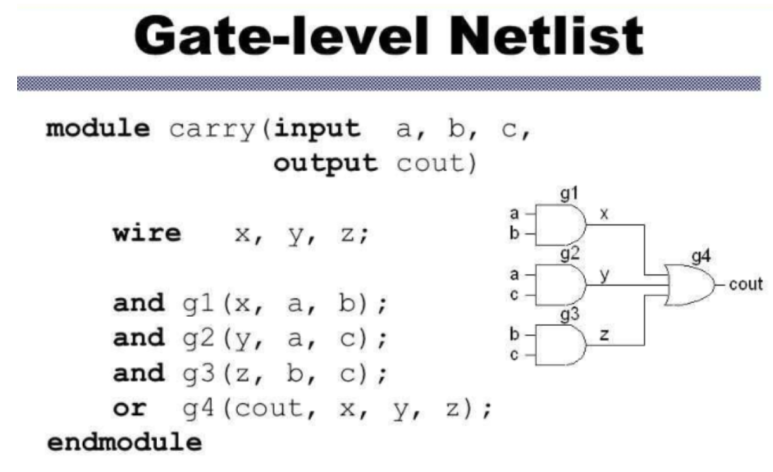 Gate-level Netlist
module carry(input a, b, c,
output cout)
wire x, y, z;
and g1(x, a, b);
and g2(y, a, c);
and g3(z, b, c);
or g4(cout, x, y, z);
endmodule
g1
a x
b
g2
a y
c
g3
b z
c
g4
cout